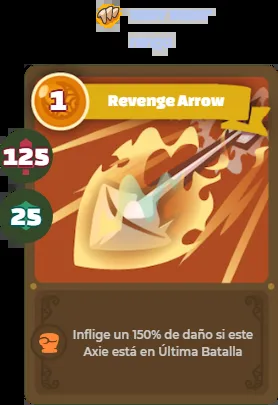 1
Revenge Arrow
125
25
Inflige un 150% de daño si este
Axie está en Última Batalla